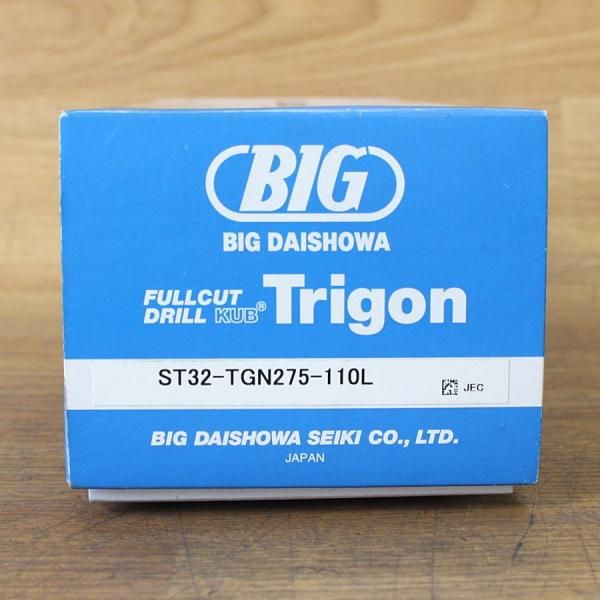 BIG
BIG DAISHOWA
FULLCUT
DRILL KUB® Trigon
ST32-TGN275-110L
JEC
BIG DAISHOWA SEIKI CO., LTD.
JAPAN